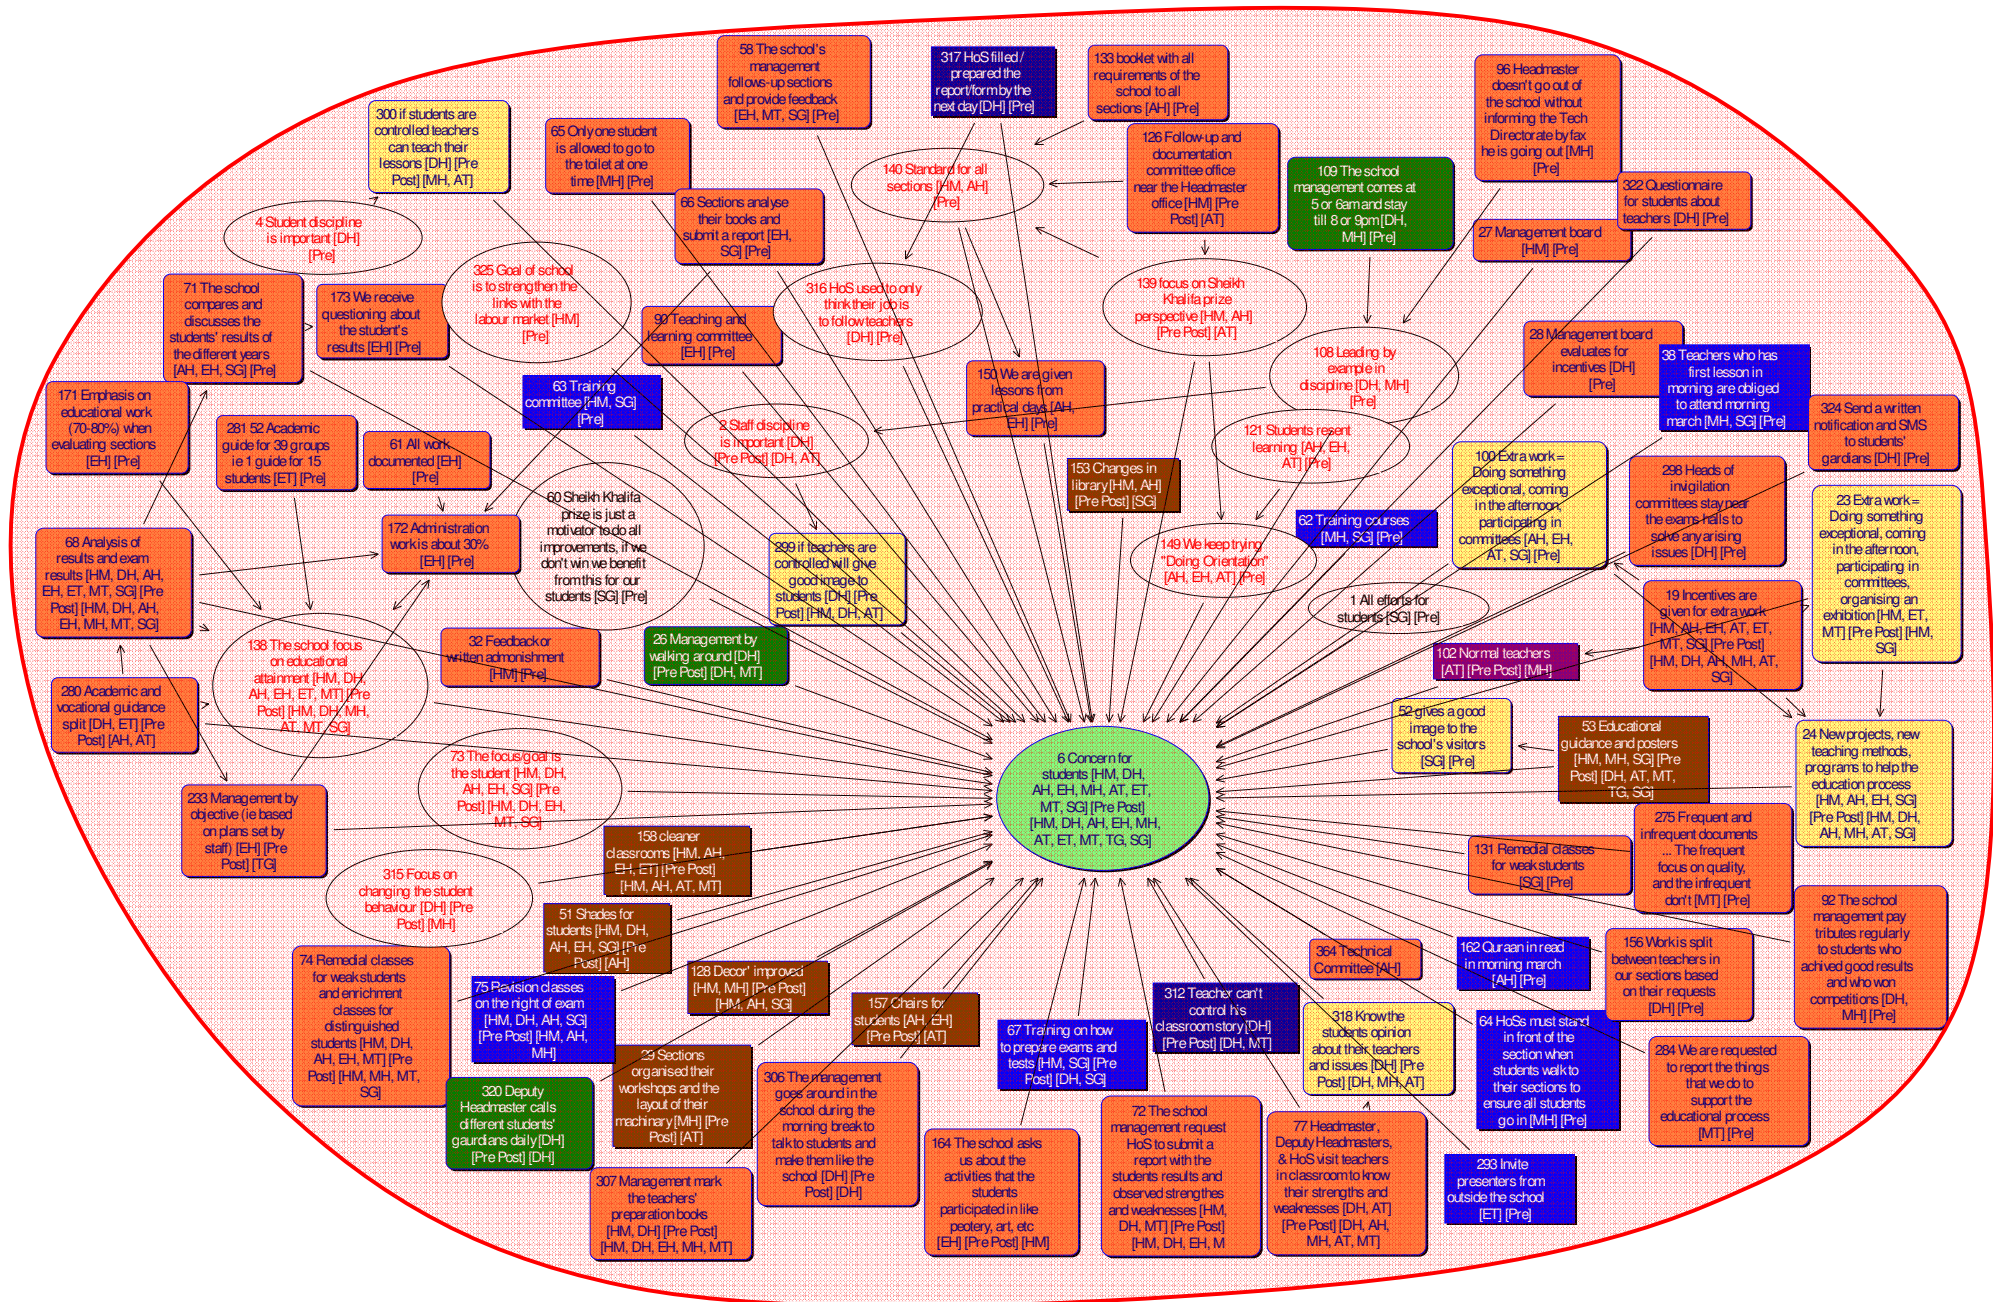 58 The school's
management
follows-up sections
and provide feedback
[EH, MT, SG] [Pre]
317 HoS filled /
prepared the
report/form by the
next day [DH] [Pre]
133 booklet with all
requirements of the
school to all
sections [AH] [Pre]
96 Headmaster
doesn't go out of
the school without
informing the Tech
Directorate by fax
he is going out [MH]
[Pre]
300 if students are
controlled teachers
can teach their
lessons [DH] [Pre
Post] [MH, AT]
65 Only one student
is allowed to go to
the toilet at one
time [MH] [Pre]
126 Follow-up and
documentation
committee office
near the Headmaster
office [HM] [Pre
Post] [AT]
140 Standard for all
sections [HM, AH]
[Pre]
109 The school
management comes at
5 or 6am and stay
till 8 or 9pm [DH,
MH] [Pre]
322 Questionnaire
for students about
teachers [DH] [Pre]
66 Sections analyse
their books and
submit a report [EH,
SG] [Pre]
4 Student discipline
is important [DH]
[Pre]
27 Management board
[HM] [Pre]
325 Goal of school
is to strengthen the
links with the
labour market [HM]
[Pre]
316 HoS used to only
think their job is
to follow teachers
[DH] [Pre]
139 focus on Sheikh
Khalifa prize
perspective [HM, AH]
[Pre Post] [AT]
71 The school
compares and
discusses the
students' results of
the different years
[AH, EH, SG] [Pre]
173 We receive
questioning about
the student's
results [EH] [Pre]
90 Teaching and
learning committee
[EH] [Pre]
28 Management board
evaluates for
incentives [DH]
[Pre]
38 Teachers who has
first lesson in
morning are obliged
to attend morning
march [MH, SG] [Pre]
108 Leading by
example in
discipline [DH, MH]
[Pre]
150 We are given
lessons from
practical days [AH,
EH] [Pre]
63 Training
committee [HM, SG]
[Pre]
171 Emphasis on
educational work
(70-80%) when
evaluating sections
[EH] [Pre]
281 52 Academic
guide for 39 groups
ie 1 guide for 15
students [ET] [Pre]
61 All work
documented [EH]
[Pre]
2 Staff discipline
is important [DH]
[Pre Post] [DH, AT]
121 Students resent
learning [AH, EH,
AT] [Pre]
324 Send a written
notification and SMS
to students'
gardians [DH] [Pre]
100 Extra work =
Doing something
exceptional, coming
in the afternoon,
participating in
committees [AH, EH,
AT, SG] [Pre]
298 Heads of
invigilation
committees stay near
the exams halls to
solve any arising
issues [DH] [Pre]
153 Changes in
library [HM, AH]
[Pre Post] [SG]
60 Sheikh Khalifa
prize is just a
motivator to do all
improvements, if we
don't win we benefit
from this for our
students [SG] [Pre]
23 Extra work =
Doing something
exceptional, coming
in the afternoon,
participating in
committees,
organising an
exhibition [HM, ET,
MT] [Pre Post] [HM,
SG]
172 Administration
work is about 30%
[EH] [Pre]
62 Training courses
[MH, SG] [Pre]
68 Analysis of
results and exam
results [HM, DH, AH,
EH, ET, MT, SG] [Pre
Post] [HM, DH, AH,
EH, MH, MT, SG]
299 if teachers are
controlled will give
good image to
students [DH] [Pre
Post] [HM, DH, AT]
149 We keep trying
"Doing Orientation"
[AH, EH, AT] [Pre]
1 All efforts for
students [SG] [Pre]
19 Incentives are
given for extra work
[HM, AH, EH, AT, ET,
MT, SG] [Pre Post]
[HM, DH, AH, MH, AT,
SG]
138 The school focus
on educational
attainment [HM, DH,
AH, EH, ET, MT] [Pre
Post] [HM, DH, MH,
AT, MT, SG]
32 Feedback or
written admonishment
[HM] [Pre]
26 Management by
walking around [DH]
[Pre Post] [DH, MT]
102 Normal teachers
[AT] [Pre Post] [MH]
280 Academic and
vocational guidance
split [DH, ET] [Pre
Post] [AH, AT]
52 gives a good
image to the
school's visitors
[SG] [Pre]
53 Educational
guidance and posters
[HM, MH, SG] [Pre
Post] [DH, AT, MT,
TG, SG]
24 New projects, new
teaching methods,
programs to help the
education process
[HM, AH, EH, SG]
[Pre Post] [HM, DH,
AH, MH, AT, SG]
73 The focus/goal is
the student [HM, DH,
AH, EH, SG] [Pre
Post] [HM, DH, EH,
MT, SG]
6 Concern for
students [HM, DH,
AH, EH, MH, AT, ET,
MT, SG] [Pre Post]
[HM, DH, AH, EH, MH,
AT, ET, MT, TG, SG]
233 Management by
objective (ie based
on plans set by
staff) [EH] [Pre
Post] [TG]
158 cleaner
classrooms [HM, AH,
EH, ET] [Pre Post]
[HM, AH, AT, MT]
275 Frequent and
infrequent documents
... The frequent
focus on quality,
and the infrequent
don't [MT] [Pre]
131 Remedial classes
for weak students
[SG] [Pre]
315 Focus on
changing the student
behaviour [DH] [Pre
Post] [MH]
92 The school
management pay
tributes regularly
to students who
achived good results
and who won
competitions [DH,
MH] [Pre]
51 Shades for
students [HM, DH,
AH, EH, SG] [Pre
Post] [AH]
364 Technical
Committee [AH]
162 Quraan in read
in morning march
[AH] [Pre]
156 Work is split
between teachers in
our sections based
on their requests
[DH] [Pre]
74 Remedial classes
for weak students
and enrichment
classes for
distinguished
students [HM, DH,
AH, EH, MT] [Pre
Post] [HM, MH, MT,
SG]
75 Revision classes
on the night of exam
[HM, DH, AH, SG]
[Pre Post] [HM, AH,
MH]
128 Decor' improved
[HM, MH] [Pre Post]
[HM, AH, SG]
157 Chairs for
students [AH, EH]
[Pre Post] [AT]
312 Teacher can't
control his
classroom story [DH]
[Pre Post] [DH, MT]
318 Know the
students opinion
about their teachers
and issues [DH] [Pre
Post] [DH, MH, AT]
64 HoSs must stand
in front of the
section when
students walk to
their sections to
ensure all students
go in [MH] [Pre]
67 Training on how
to prepare exams and
tests [HM, SG] [Pre
Post] [DH, SG]
284 We are requested
to report the things
that we do to
support the
educational process
[MT] [Pre]
29 Sections
organised their
workshops and the
layout of their
machinary [MH] [Pre
Post] [AT]
306 The management
goes around in the
school during the
morning break to
talk to students and
make them like the
school [DH] [Pre
Post] [DH]
320 Deputy
Headmaster calls
different students'
gaurdians daily [DH]
[Pre Post] [DH]
72 The school
management request
HoS to submit a
report with the
students results and
observed strengthes
and weaknesses [HM,
DH, MT] [Pre Post]
[HM, DH, EH, M
77 Headmaster,
Deputy Headmasters,
& HoS visit teachers
in classroom to know
their strengths and
weaknesses [DH, AT]
[Pre Post] [DH, AH,
MH, AT, MT]
164 The school asks
us about the
activities that the
students
participated in like
peotery, art, etc
[EH] [Pre Post] [HM]
293 Invite
presenters from
outside the school
[ET] [Pre]
307 Management mark
the teachers'
preparation books
[HM, DH] [Pre Post]
[HM, DH, EH, MH, MT]